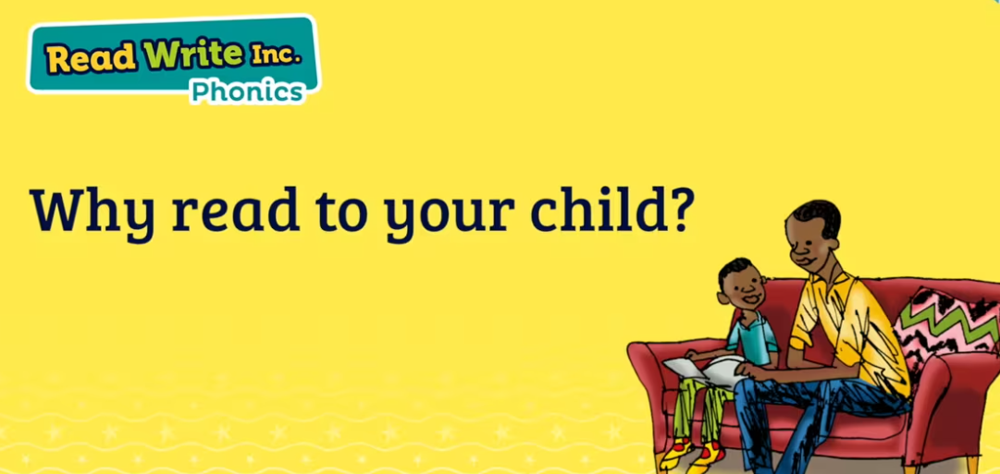 Read Write Inc.
Phonics
Why read to your child?